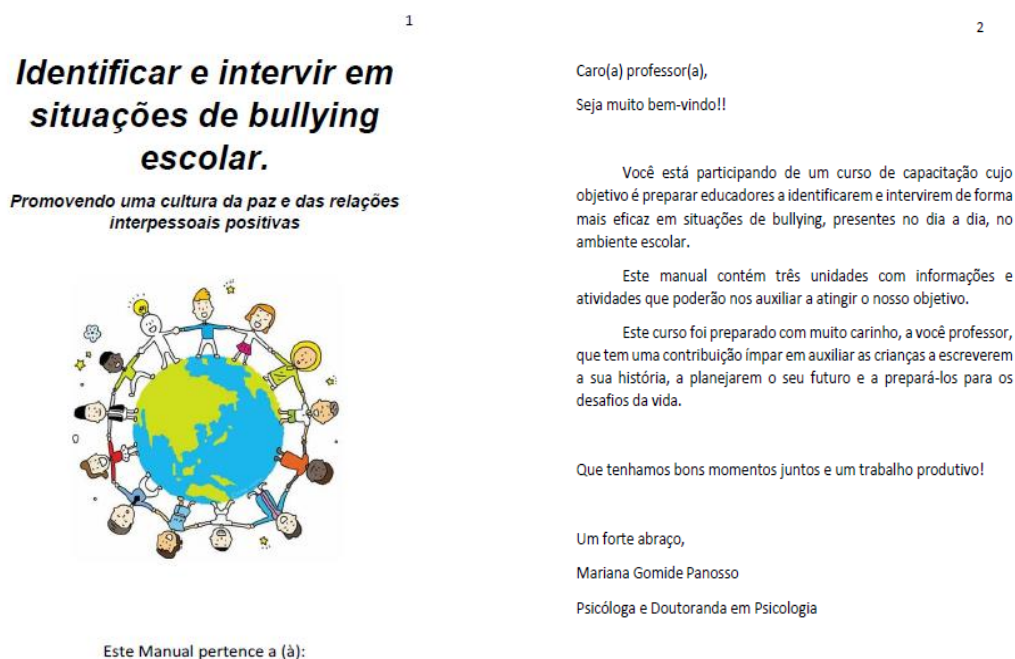 1
Identificar e intervir em
situações de bullying
escolar.
Promovendo uma cultura da paz e das relações
interpessoais positivas
Este Manual pertence a (à):
2
Caro(a) professor(a),
Seja muito bem-vindo!!
Você está participando de um curso de capacitação cujo
objetivo é preparar educadores a identificarem e intervirem de forma
mais eficaz em situações de bullying, presentes no dia a dia, no
ambiente escolar.
Este manual contém três unidades com informações e
atividades que poderão nos auxiliar a atingir o nosso objetivo.
Este curso foi preparado com muito carinho, a você professor,
que tem uma contribuição ímpar em auxiliar as crianças a escreverem
a sua história, a planejarem o seu futuro e a prepará-los para os
desafios da vida.
Que tenhamos bons momentos juntos e um trabalho produtivo!
Um forte abraço,
Mariana Gomide Panosso
Psicóloga e Doutoranda em Psicologia